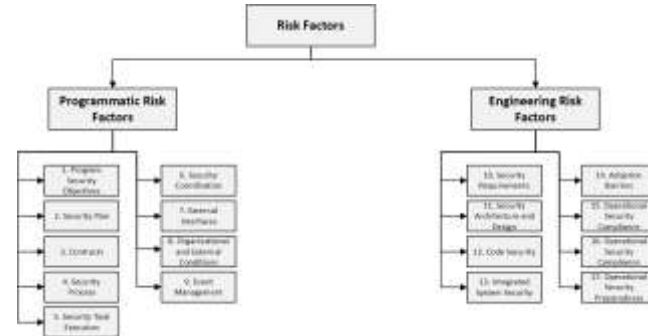 Risk Factors
Programmatic Risk
Factors
Engineering Risk
Factors
1. Program
Security
Objectives
2. Security Plan
3. Contracts
4. Security
Process
5. Security Task
Execution
6. Security
Coordination
7. External
Interfaces
8. Organizational
and External
Conditions
9. Event
Management
10. Security
Requirements
11. Security
Architecture and
Design
12. Code Security
13. Integrated
System Security
14. Adoption
Barriers
15. Operational
Security
Compliance
16. Operational
Security
Compliance
17. Operational
Security
Preparedness